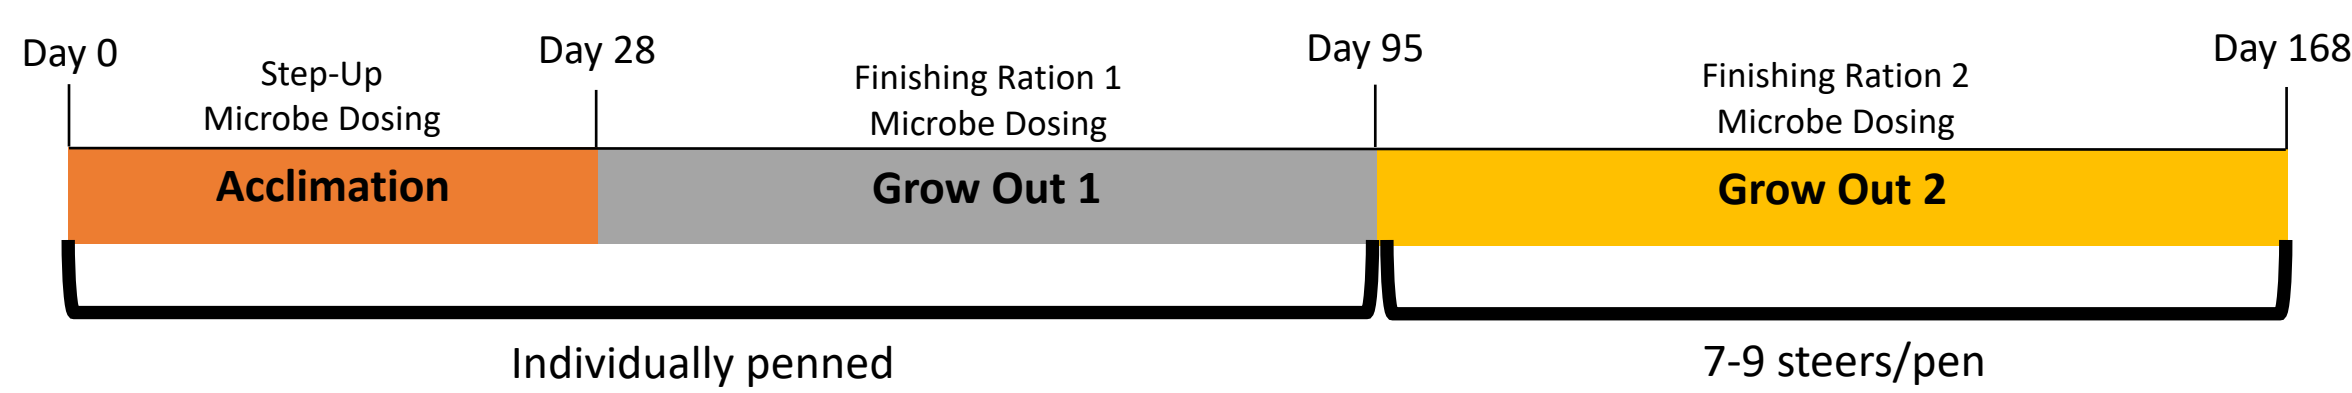 Day 0
Step-Up
Microbe Dosing
Day 28
Finishing Ration 1
Microbe Dosing
Day 95
Finishing Ration 2
Microbe Dosing
Day 168
Acclimation
Grow Out 1
Grow Out 2
Individually penned
7-9 steers/pen